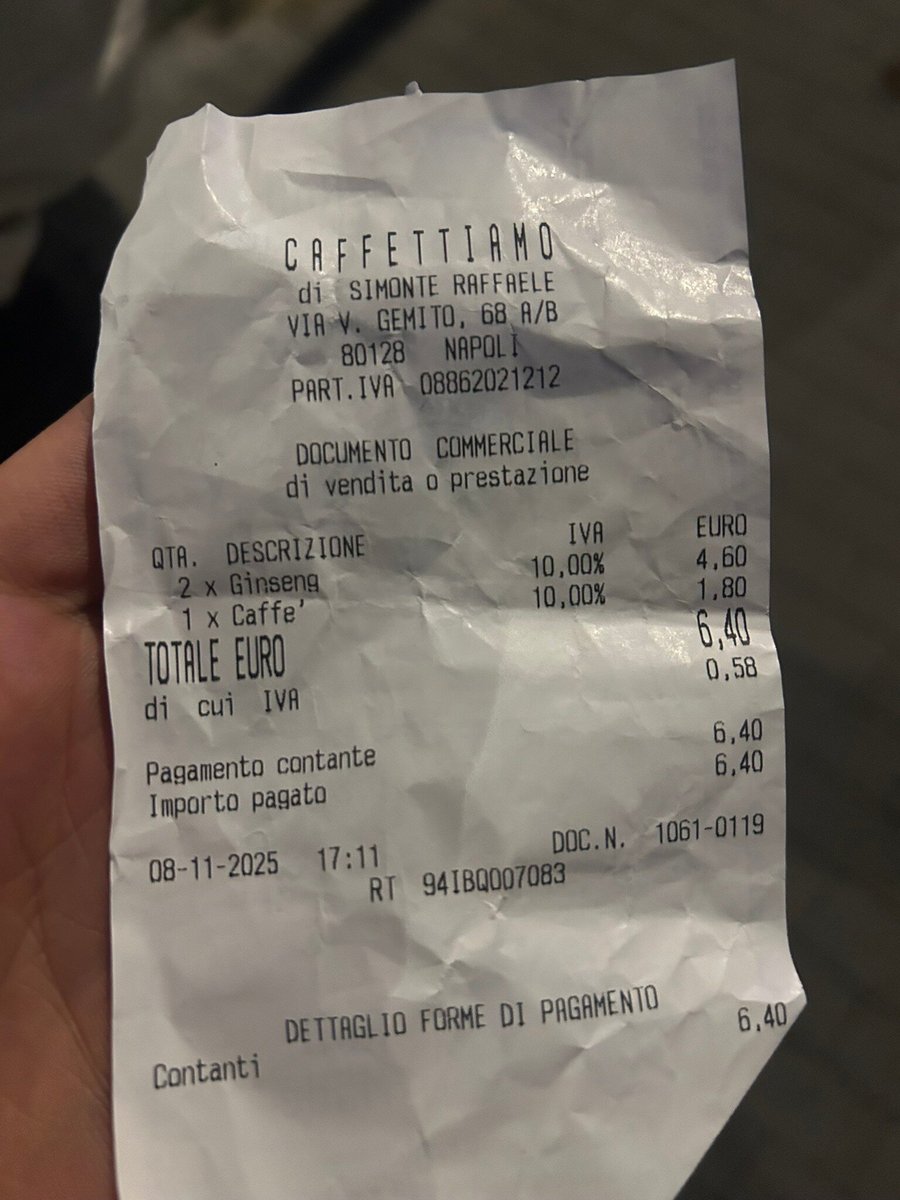 CAFFETTIAMO
di SIMONTE RAFFAELE
VIA V. GEMITO, 68 A/B
80128 NAPOLI
PART.IVA 08862021212
DOCUMENTO COMMERCIALE
di vendita o prestazione
QTA. DESCRIZIONE IVA EURO
2 x Ginseng 10,00% 4,60
1 x Caffe' 10,00% 1,80
TOTALE EURO 6,40
di cui IVA 0,58
Pagamento contante 6,40
Importo pagato 6,40
08-11-2025 17:11 DOC.N. 1061-0119
RT 94IBQ007083
DETTAGLIO FORME DI PAGAMENTO
Contanti 6,40